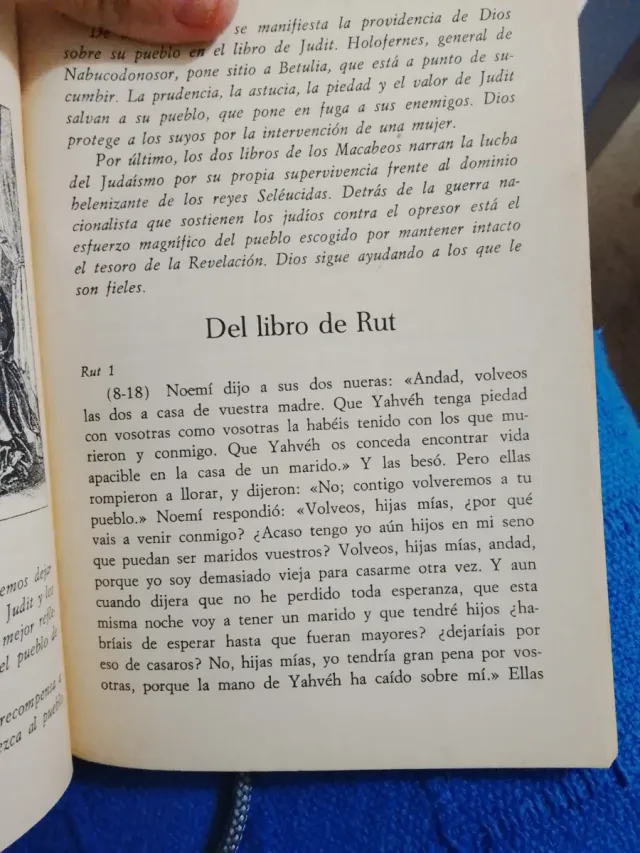 De se manifiesta la providencia de Dios
sobre su pueblo en el libro de Judit. Holofernes, general de
Nabucodonosor, pone sitio a Betulia, que está a punto de su-
cumbir. La prudencia, la astucia, la piedad y el valor de Judit
salvan a su pueblo, que pone en fuga a sus enemigos. Dios
protege a los suyos por la intervención de una mujer.
Por último, los dos libros de los Macabeos narran la lucha
del Judaísmo por su propia supervivencia frente al dominio
helenizante de los reyes Seléucidas. Detrás de la guerra na-
cionalista que sostienen los judíos contra el opresor está el
esfuerzo magnífico del pueblo escogido por mantener intacto
el tesoro de la Revelación. Dios sigue ayudando a los que le
son fieles.
Del libro de Rut
Rut 1
(8-18) Noemí dijo a sus dos nueras: «Andad, volveos
las dos a casa de vuestra madre. Que Yahvéh tenga piedad
con vosotras como vosotras la habéis tenido con los que mu-
rieron y conmigo. Que Yahvéh os conceda encontrar vida
apacible en la casa de un marido.» Y las besó. Pero ellas
rompieron a llorar, y dijeron: «No; contigo volveremos a tu
pueblo.» Noemí respondió: «Volveos, hijas mías, ¿por qué
vais a venir conmigo? ¿Acaso tengo yo aún hijos en mi seno
que puedan ser maridos vuestros? Volveos, hijas mías, andad,
porque yo soy demasiado vieja para casarme otra vez. Y aun
cuando dijera que no he perdido toda esperanza, que esta
misma noche voy a tener un marido y que tendré hijos ¿ha-
bríais de esperar hasta que fueran mayores? ¿dejaríais por
eso de casaros? No, hijas mías, yo tendría gran pena por vos-
otras, porque la mano de Yahvéh ha caído sobre mí.» Ellas
Judit y
mejor
el pueblo de
recompensa a
al